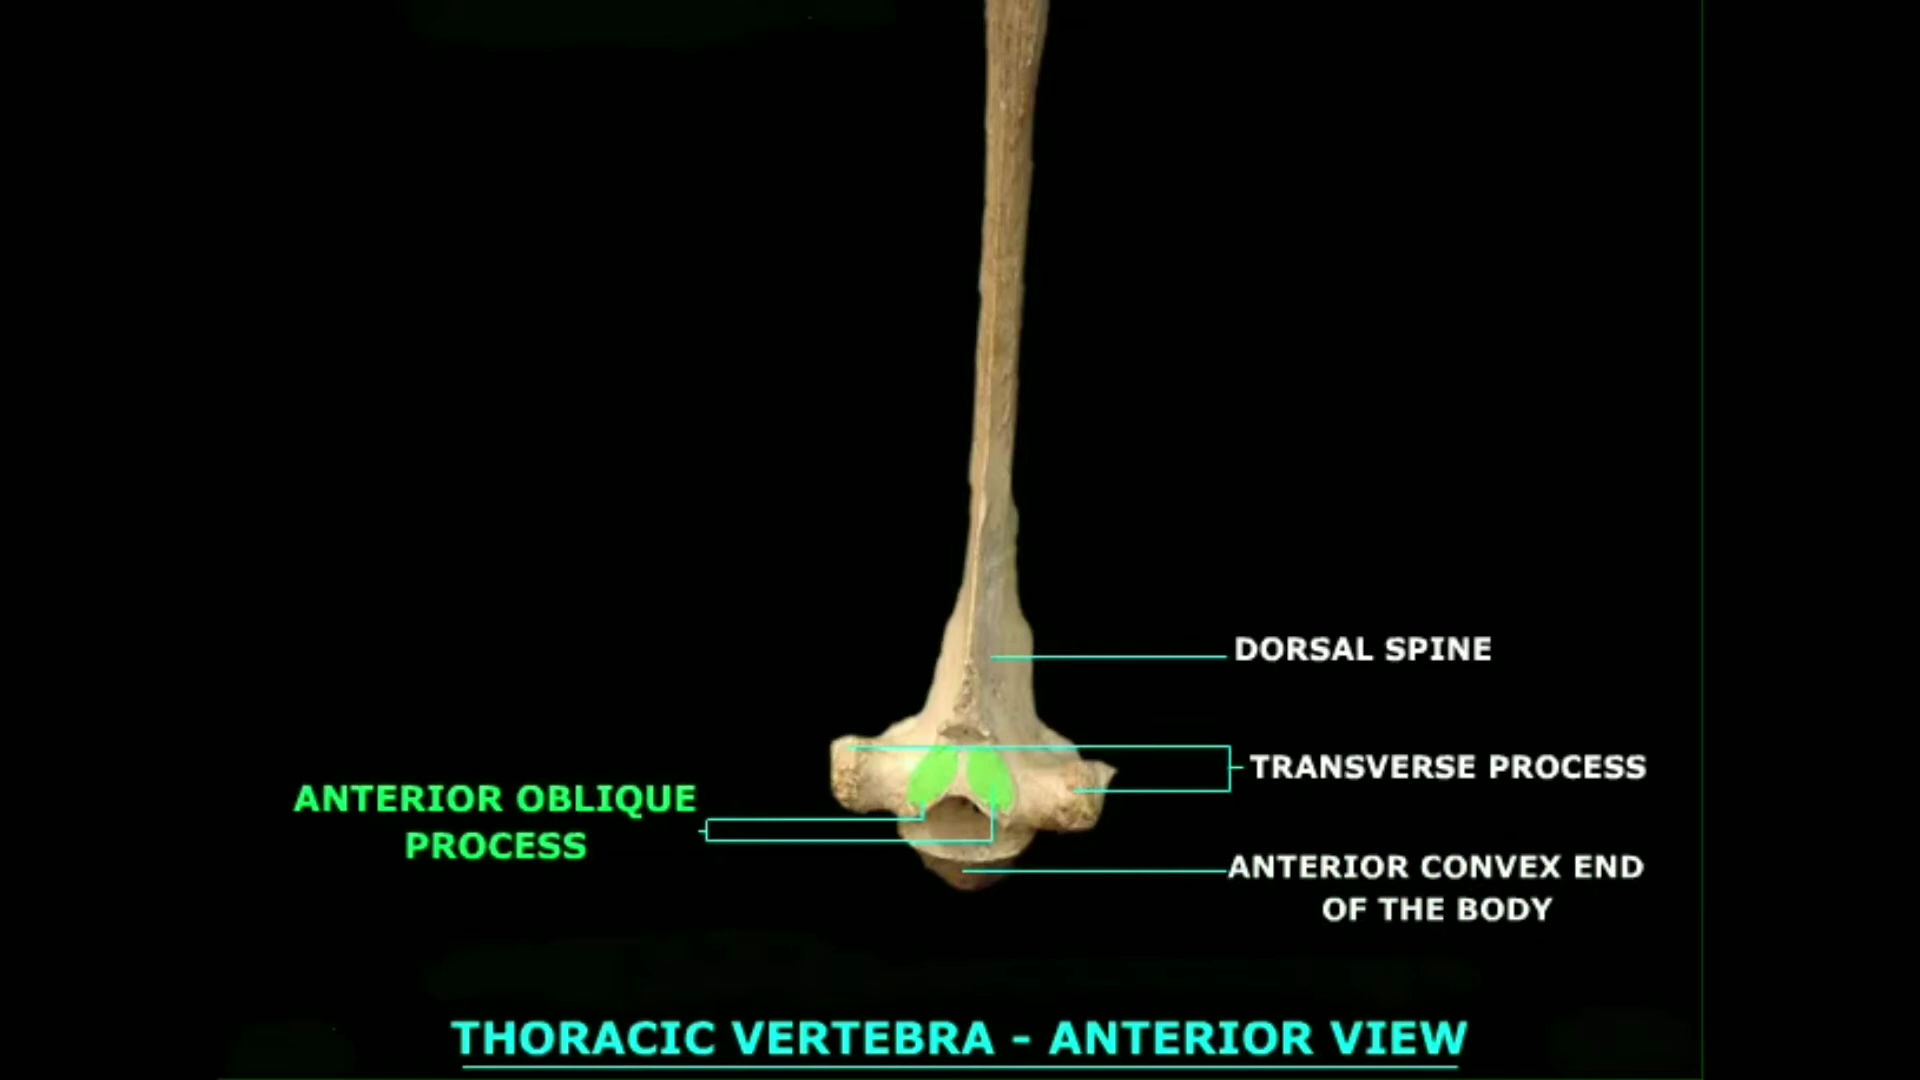 DORSAL SPINE
TRANSVERSE PROCESS
ANTERIOR OBLIQUE
PROCESS
ANTERIOR CONVEX END
OF THE BODY
THORACIC VERTEBRA - ANTERIOR VIEW